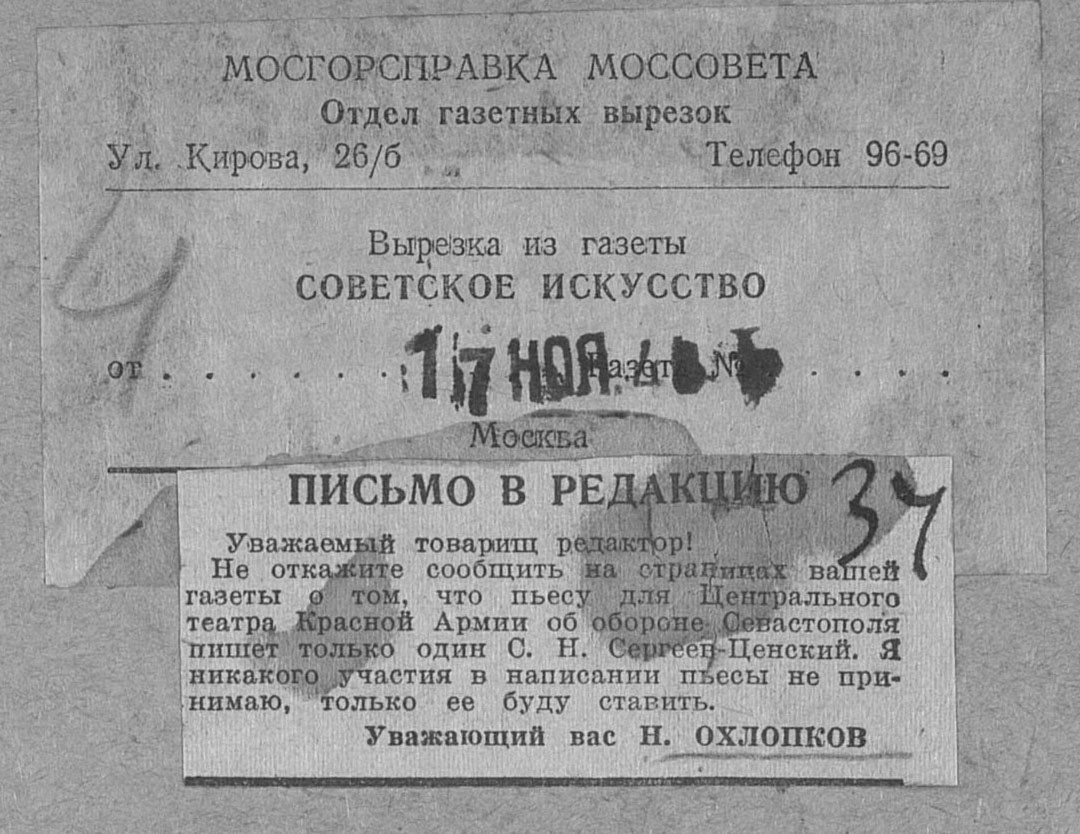 МОСГОРСПРАВКА МОССОВЕТА
Отдел газетных вырезок
Ул. Кирова, 26/б Телефон 96-69
Вырезка из газеты
СОВЕТСКОЕ ИСКУССТВО
от . . . . . . 17 НОЯ Газета № . . . .
Москва
ПИСЬМО В РЕДАКЦИЮ 34
Уважаемый товарищ редактор!
Не откажите сообщить на страницах вашей
газеты о том, что пьесу для Центрального
театра Красной Армии об обороне Севастополя
пишет только один С. Н. Сергеев-Ценский. Я
никакого участия в написании пьесы не при-
нимаю, только ее буду ставить.
Уважающий вас Н. ОХЛОПКОВ